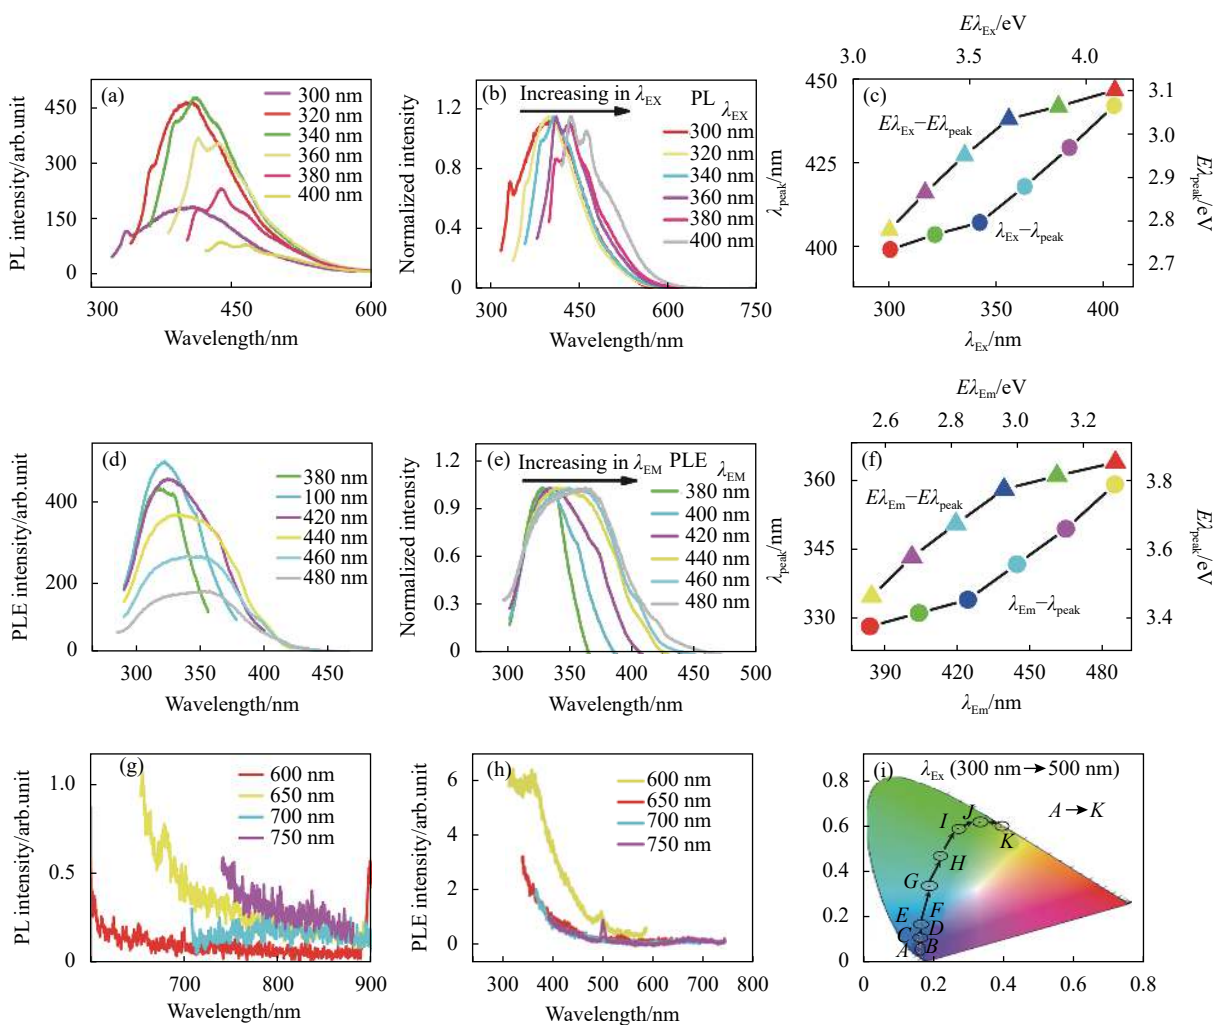 (a)
300 nm
320 nm
340 nm
360 nm
380 nm
400 nm
450
300
150
0
PL intensity/arb.unit
300 450 600
Wavelength/nm
(b)
Increasing in λEX
PL
λEX
300 nm
320 nm
340 nm
360 nm
380 nm
400 nm
1.2
0.8
0.4
0
Normalized intensity
300 450 600 750
Wavelength/nm
EλEx/eV
3.1 3.4 3.7 4.0
(c)
EλEx−Eλpeak
λEx−λpeak
450
425
400
λpeak/nm
3.1
3.0
2.9
2.8
2.7
Eλpeak/eV
300 350 400
λEx/nm
(d)
380 nm
100 nm
420 nm
440 nm
460 nm
480 nm
400
200
0
PLE intensity/arb.unit
300 350 400 450
Wavelength/nm
(e)
Increasing in λEM
PLE
λEM
380 nm
400 nm
420 nm
440 nm
460 nm
480 nm
1.2
0.9
0.6
0.3
0
Normalized intensity
300 350 400 450 500
Wavelength/nm
EλEm/eV
2.6 2.8 3.0 3.2
(f)
EλEm−Eλpeak
λEm−λpeak
360
345
330
λpeak/nm
3.8
3.6
3.4
Eλpeak/eV
390 420 450 480
λEm/nm
(g)
600 nm
650 nm
700 nm
750 nm
1.0
0.5
0
PL intensity/arb.unit
700 800 900
Wavelength/nm
(h)
600 nm
650 nm
700 nm
750 nm
6
4
2
0
PLE intensity/arb.unit
300 400 500 600 700 800
Wavelength/nm
(i)
λEx (300 nm→500 nm)
A→K
J
I
K
H
G
E F
C D
A B
0.8
0.6
0.4
0.2
0
0.2 0.4 0.6 0.8